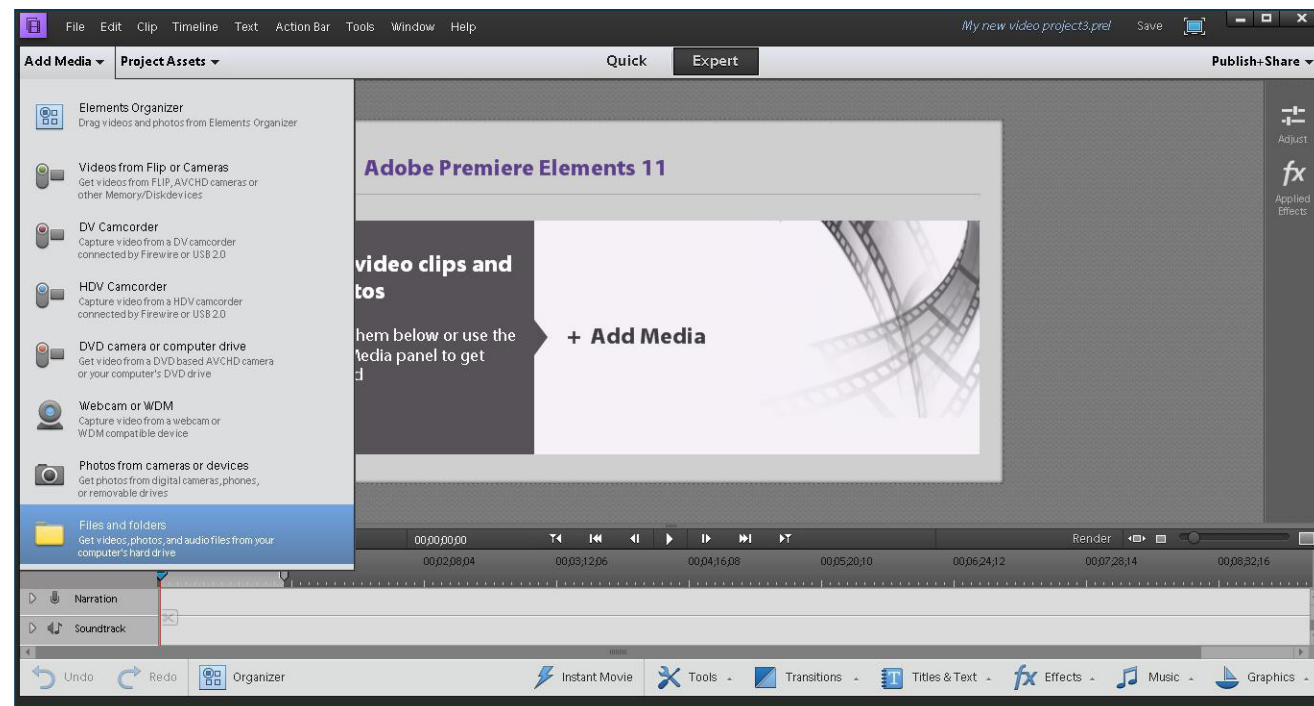 File Edit Clip Timeline Text Action Bar Tools Window Help
My new video project3.prel Save
Add Media Project Assets
Quick Expert
Publish+Share
Elements Organizer
Drag videos and photos from Elements Organizer
Videos from Flip or Cameras
Get videos from FLIP, AVCHD cameras or
other Memory/Disk devices
DV Camcorder
Capture video from a DV camcorder
connected by Firewire or USB 2.0
HDV Camcorder
Capture video from a HDV camcorder
connected by Firewire or USB 2.0
DVD camera or computer drive
Get video from a DVD based AVCHD camera
or your computer's DVD drive
Webcam or WDM
Capture video from a webcam or
WDM compatible device
Photos from cameras or devices
Get photos from digital cameras, phones,
or removable drives
Files and folders
Get videos, photos, and audio files from your
computer's hard drive
Adobe Premiere Elements 11
video clips and
tos
hem below or use the
Media panel to get
d
+ Add Media
Adjust
fx
Applied
Effects
00;00;00;00
Render
00;02;08;04 00;03;12;06 00;04;16;08 00;05;20;10 00;06;24;12 00;07;28;14 00;08;32;16
Narration
Soundtrack
Undo Redo Organizer Instant Movie Tools T Transitions Titles & Text fx Effects Music Graphics